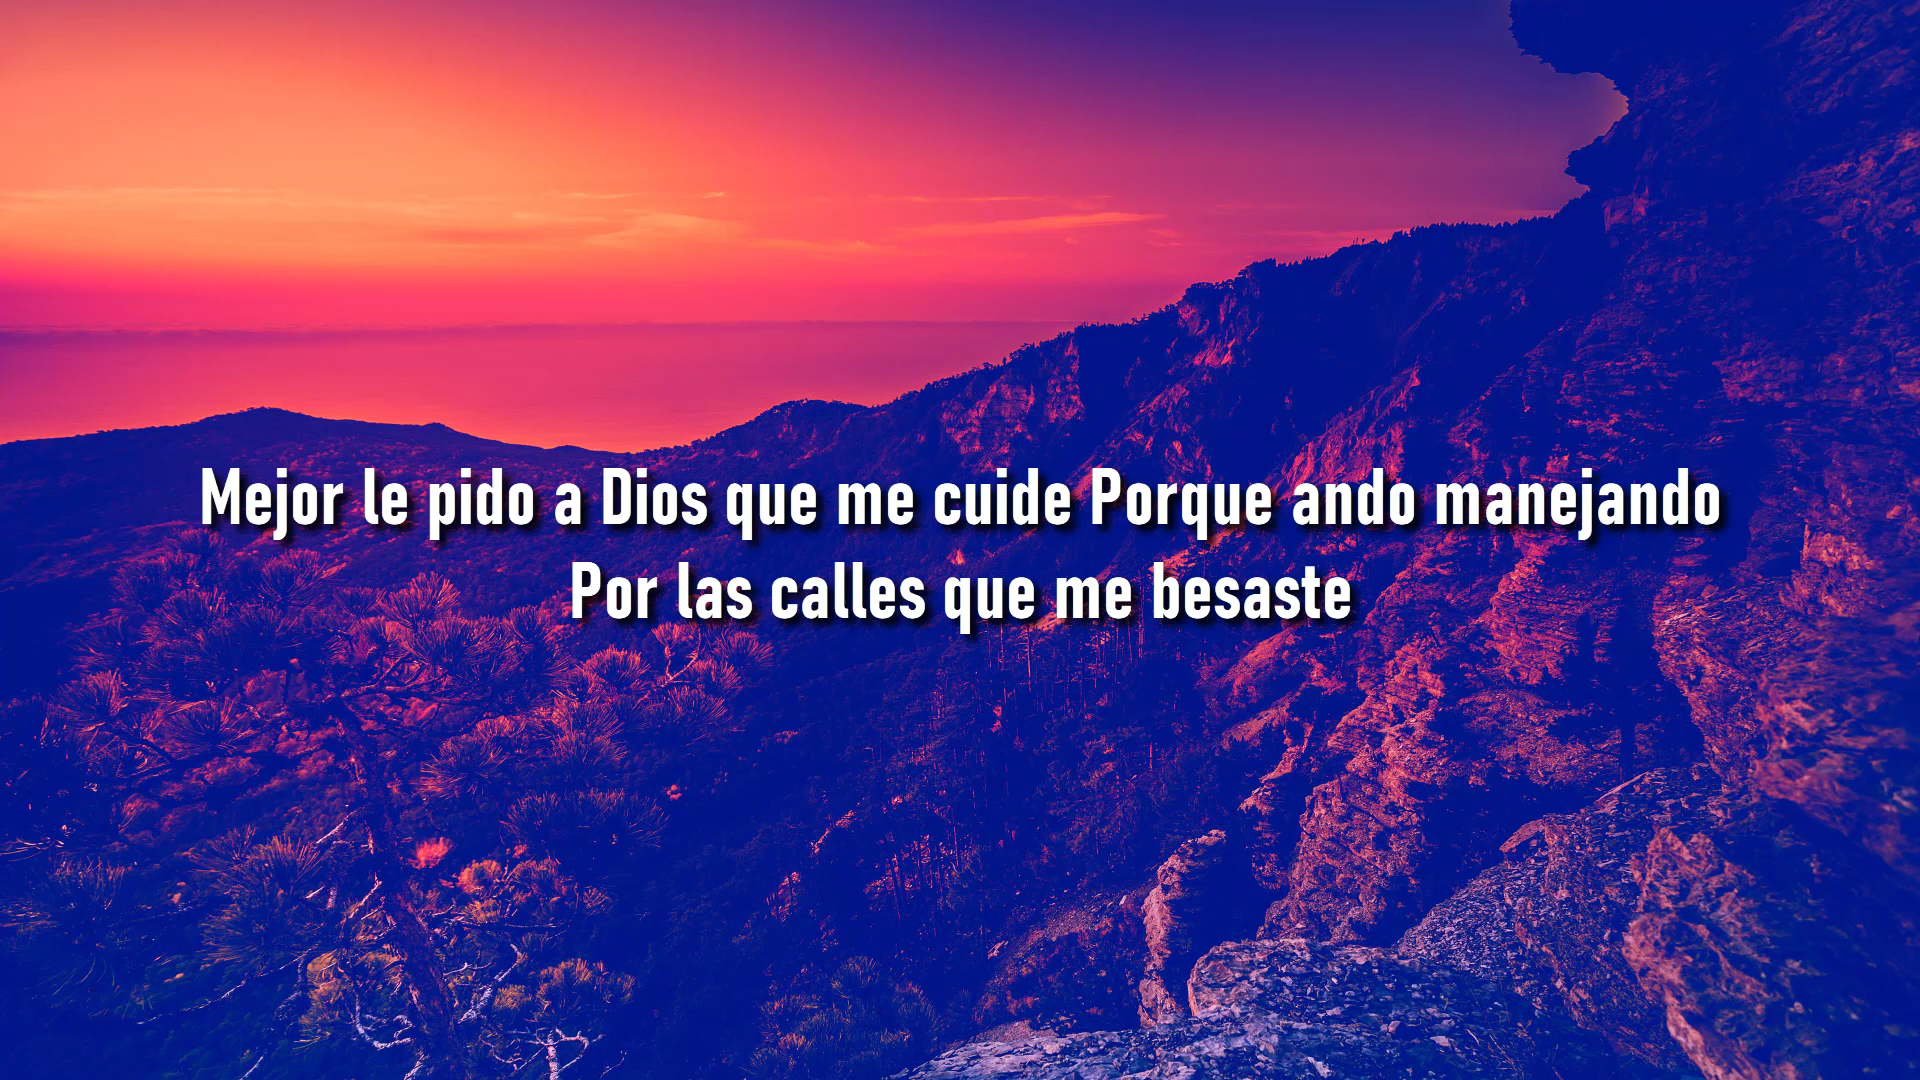 Mejor le pido a Dios que me cuide Porque ando manejando
Por las calles que me besaste